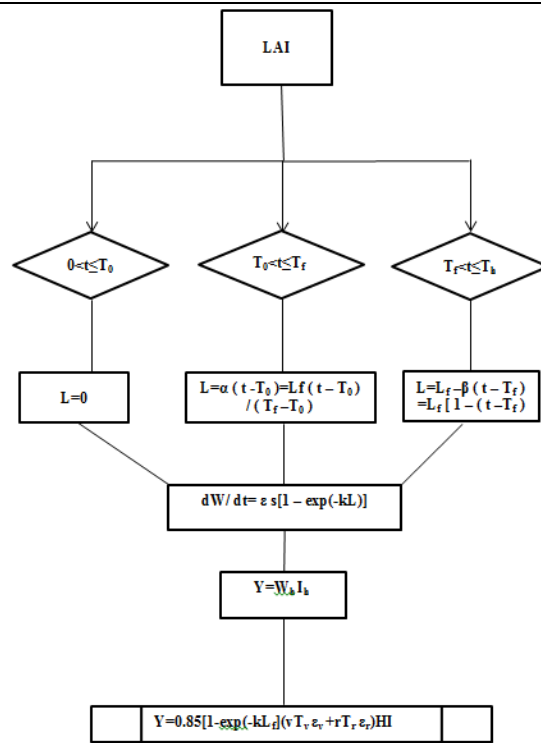 LAI
0<t≤T₀
T₀<t≤T_f
T_f<t≤T_h
L=0
L=α ( t -T₀)=Lf ( t – T₀)
/ ( T_f –T₀)
L=L_f –β ( t– T_f)
=L_f [ 1 – ( t –T_f)
dW/ dt= ε s[1 – exp(-kL)]
Y=W_h I_h
Y=0.85[1-exp(-kL_f](vT_v ε_v +rT_r ε_r)HI